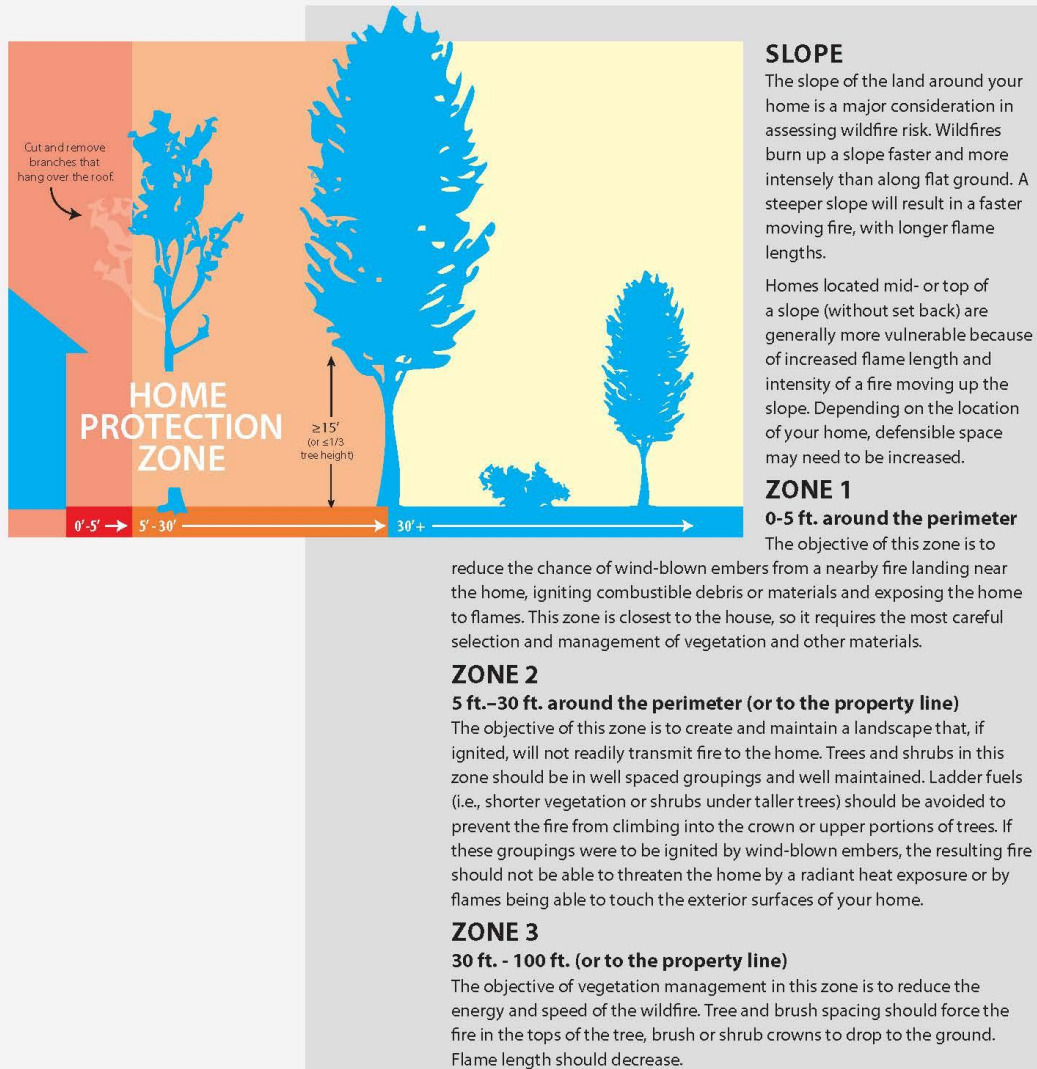 Cut and remove
branches that
hang over the roof.
HOME
PROTECTION
ZONE
≥15’
(or ≤1/3
tree height)
0’-5’
5’ - 30’
30’+
SLOPE
The slope of the land around your
home is a major consideration in
assessing wildfire risk. Wildfires
burn up a slope faster and more
intensely than along flat ground. A
steeper slope will result in a faster
moving fire, with longer flame
lengths.
Homes located mid- or top of
a slope (without set back) are
generally more vulnerable because
of increased flame length and
intensity of a fire moving up the
slope. Depending on the location
of your home, defensible space
may need to be increased.
ZONE 1
0-5 ft. around the perimeter
The objective of this zone is to
reduce the chance of wind-blown embers from a nearby fire landing near
the home, igniting combustible debris or materials and exposing the home
to flames. This zone is closest to the house, so it requires the most careful
selection and management of vegetation and other materials.
ZONE 2
5 ft.–30 ft. around the perimeter (or to the property line)
The objective of this zone is to create and maintain a landscape that, if
ignited, will not readily transmit fire to the home. Trees and shrubs in this
zone should be in well spaced groupings and well maintained. Ladder fuels
(i.e., shorter vegetation or shrubs under taller trees) should be avoided to
prevent the fire from climbing into the crown or upper portions of trees. If
these groupings were to be ignited by wind-blown embers, the resulting fire
should not be able to threaten the home by a radiant heat exposure or by
flames being able to touch the exterior surfaces of your home.
ZONE 3
30 ft. - 100 ft. (or to the property line)
The objective of vegetation management in this zone is to reduce the
energy and speed of the wildfire. Tree and brush spacing should force the
fire in the tops of the tree, brush or shrub crowns to drop to the ground.
Flame length should decrease.